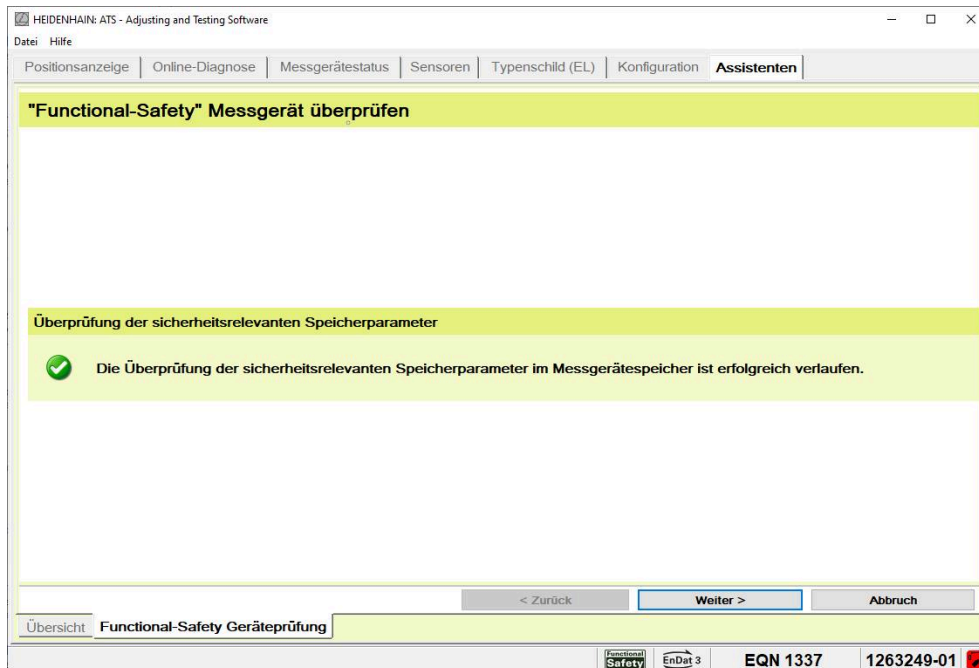 HEIDENHAIN: ATS - Adjusting and Testing Software
Datei Hilfe
Positionsanzeige Online-Diagnose Messgerätestatus Sensoren Typenschild (EL) Konfiguration Assistenten
"Functional-Safety" Messgerät überprüfen
Überprüfung der sicherheitsrelevanten Speicherparameter
Die Überprüfung der sicherheitsrelevanten Speicherparameter im Messgerätespeicher ist erfolgreich verlaufen.
< Zurück Weiter > Abbruch
Übersicht Functional-Safety Geräteprüfung
Functional
Safety EnDat 3 EQN 1337 1263249-01